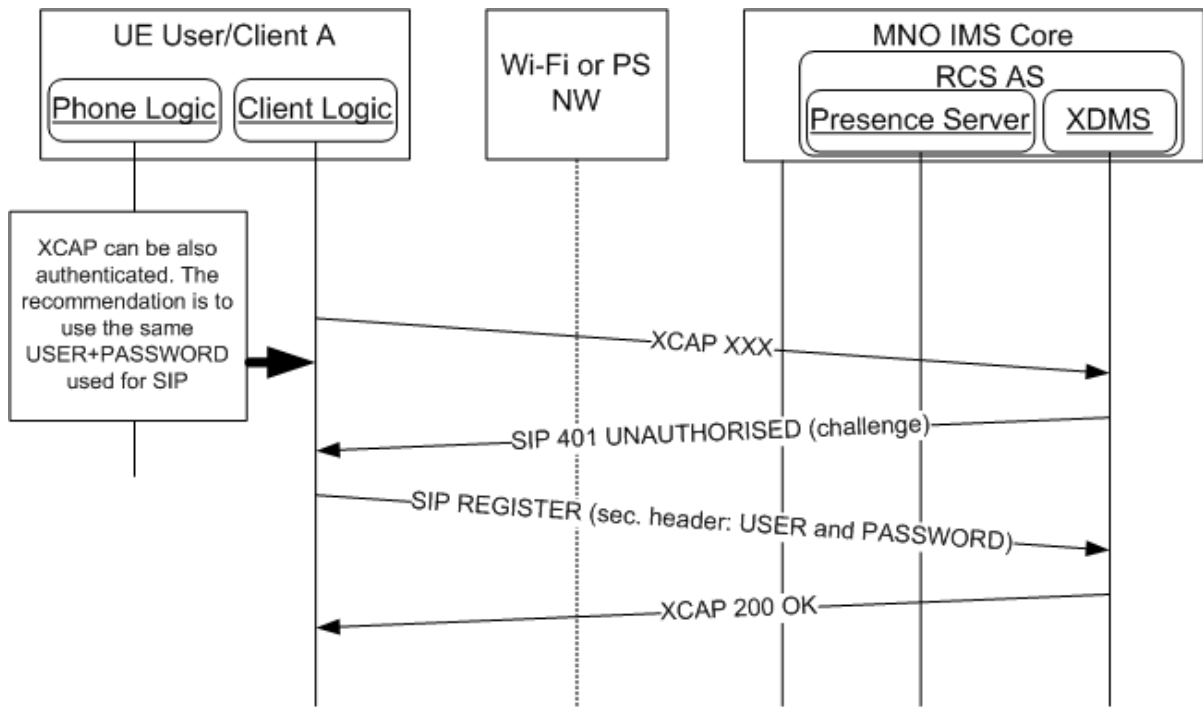 UE User/Client A
Phone Logic
Client Logic
Wi-Fi or PS
NW
MNO IMS Core
RCS AS
Presence Server
XDMS
XCAP can be also
authenticated. The
recommendation is to
use the same
USER+PASSWORD
used for SIP
XCAP XXX
SIP 401 UNAUTHORISED (challenge)
SIP REGISTER (sec. header: USER and PASSWORD)
XCAP 200 OK